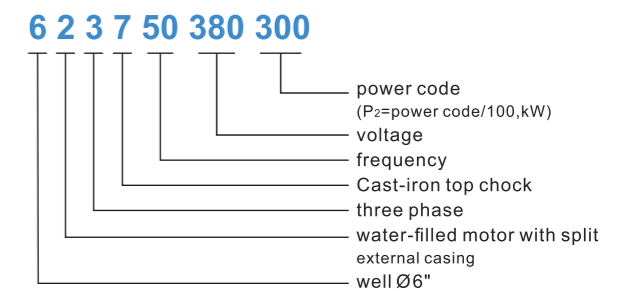 6 2 3 7 50 380 300
power code
(P₂=power code/100,kW)
voltage
frequency
Cast-iron top chock
three phase
water-filled motor with split
external casing
well Ø6"